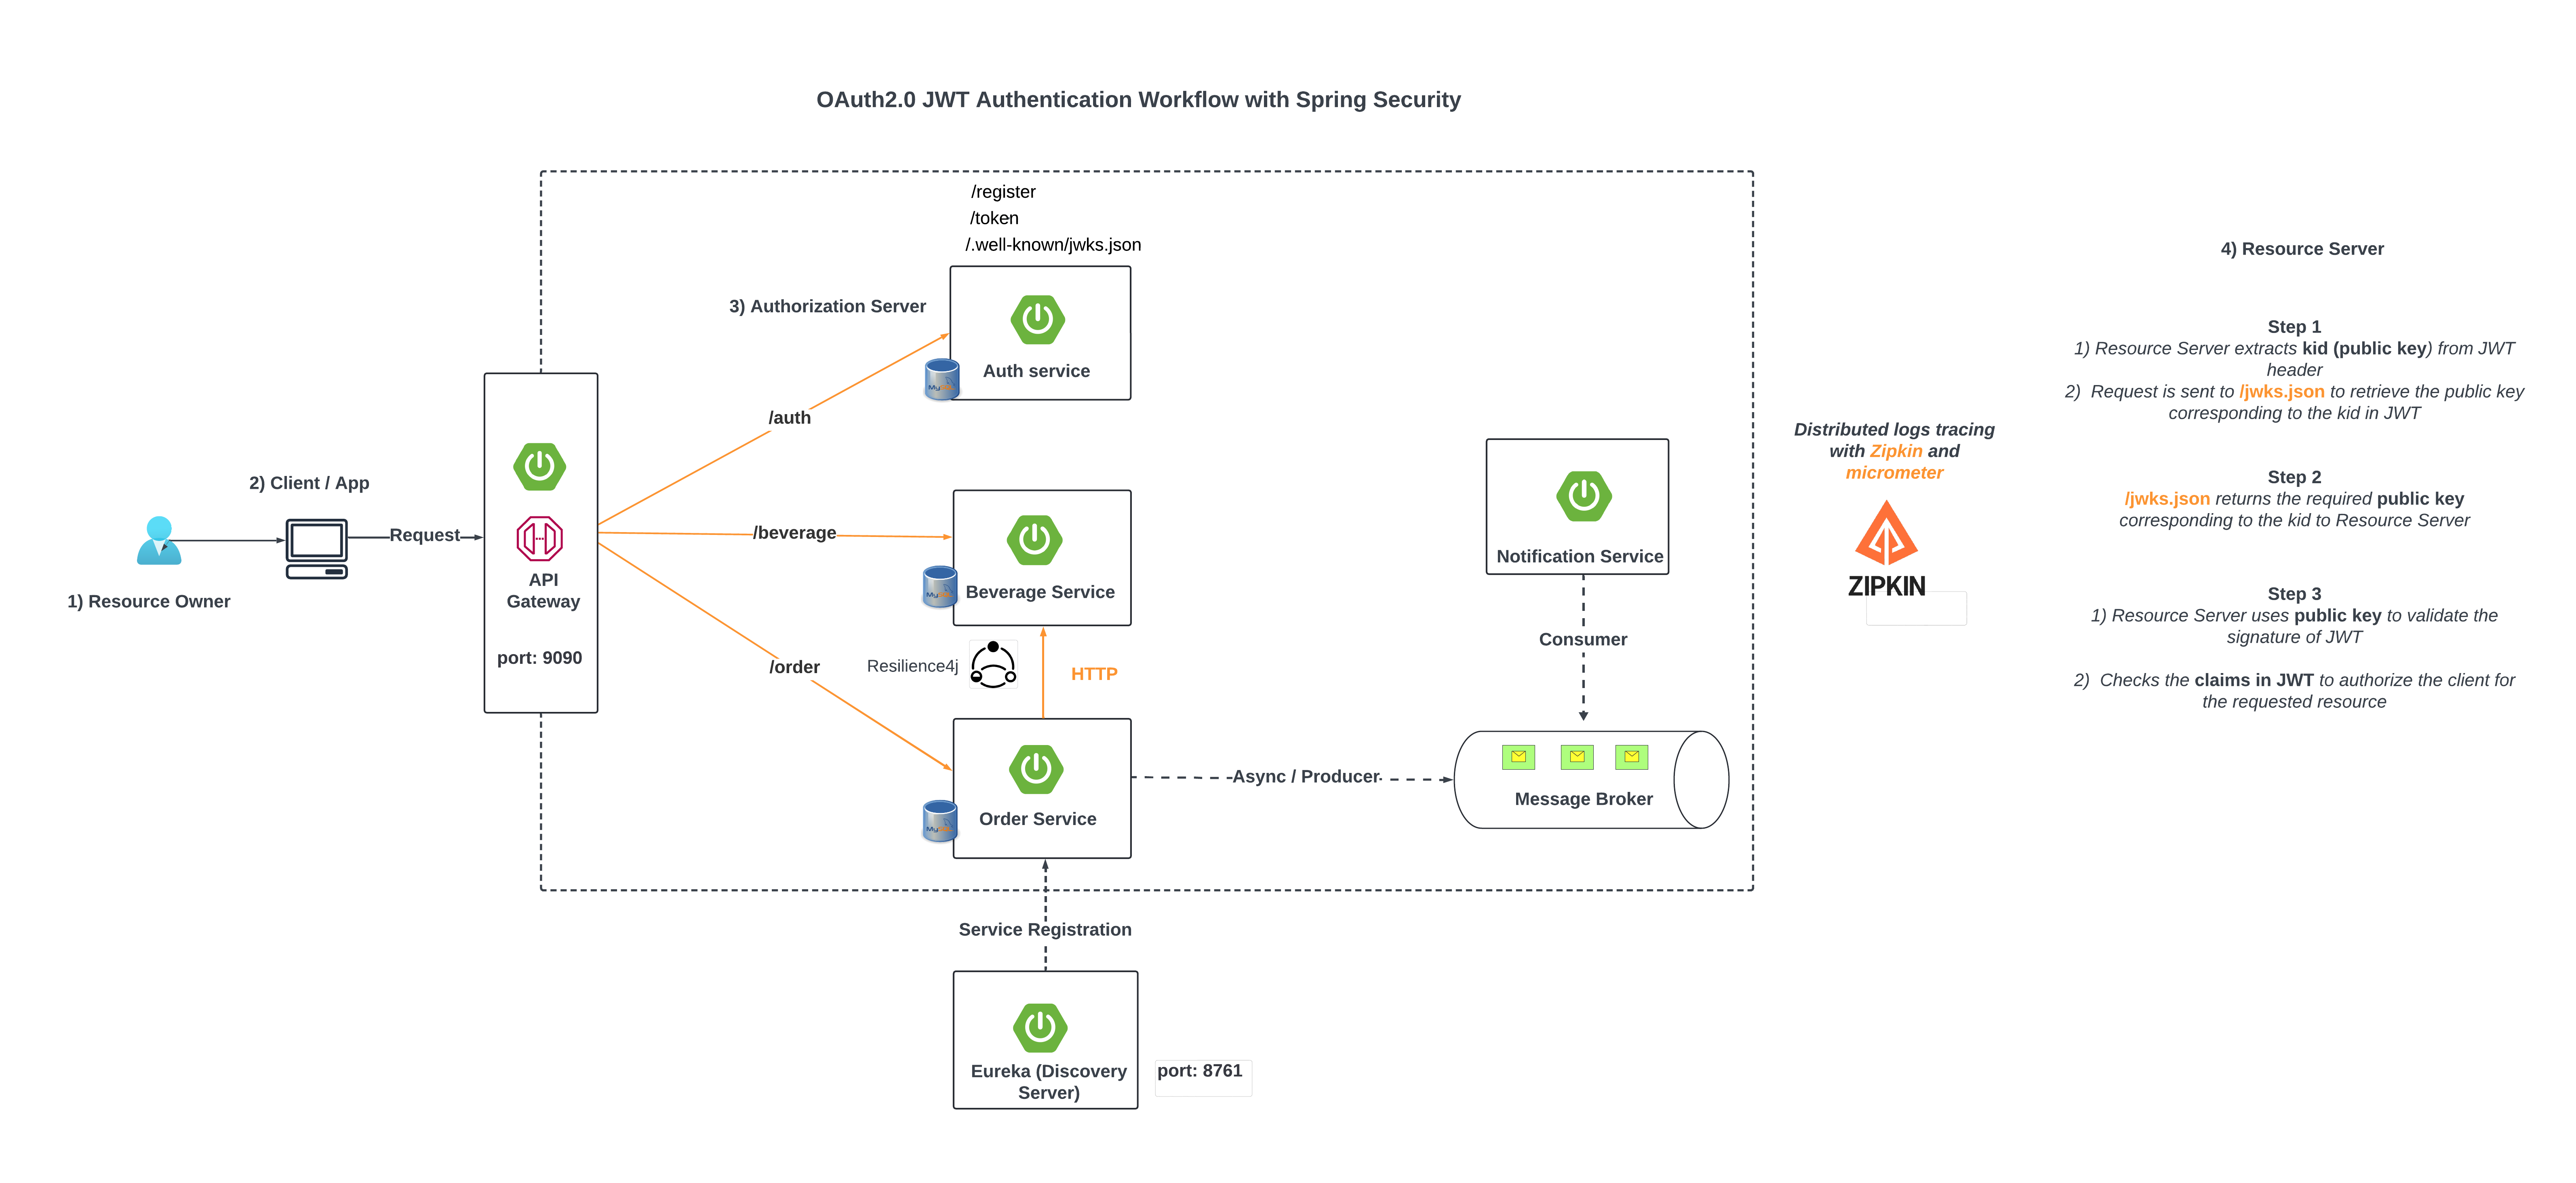 OAuth2.0 JWT Authentication Workflow with Spring Security
/register
/token
/.well-known/jwks.json
3) Authorization Server
Auth service
My
/auth
2) Client / App
Request
1) Resource Owner
API
Gateway
port: 9090
/beverage
Beverage Service
My
/order
Resilience4j
HTTP
Order Service
My
Async / Producer
Notification Service
Consumer
Message Broker
Service Registration
Eureka (Discovery
Server)
port: 8761
Distributed logs tracing
with Zipkin and
micrometer
ZIPKIN
4) Resource Server
Step 1
1) Resource Server extracts kid (public key) from JWT
header
2) Request is sent to /jwks.json to retrieve the public key
corresponding to the kid in JWT
Step 2
/jwks.json returns the required public key
corresponding to the kid to Resource Server
Step 3
1) Resource Server uses public key to validate the
signature of JWT
2) Checks the claims in JWT to authorize the client for
the requested resource